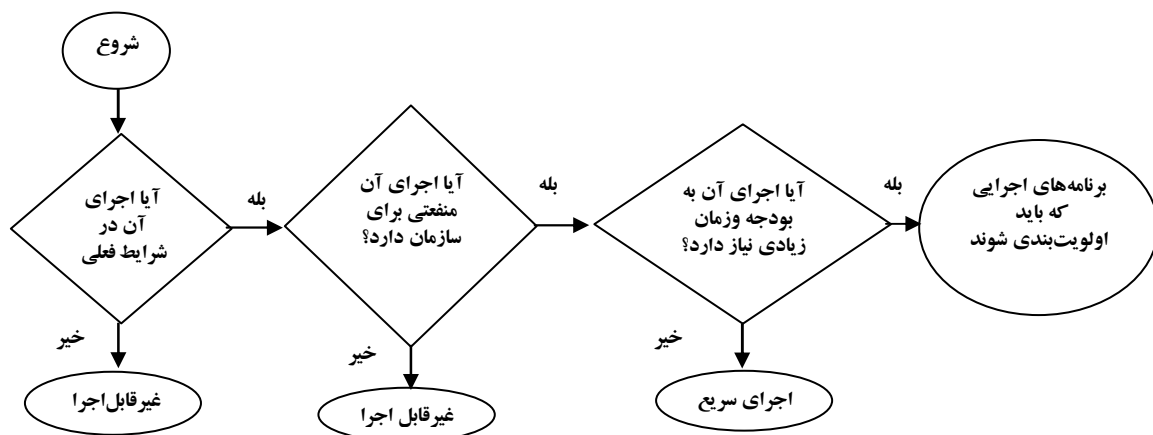 شروع
آیا اجرای
آن در
شرایط فعلی
بله
خیر
غیرقابل‌اجرا
آیا اجرای آن
منفعتی برای
سازمان دارد؟
بله
خیر
غیرقابل اجرا
آیا اجرای آن به
بودجه وزمان
زیادی نیاز دارد؟
بله
خیر
اجرای سریع
برنامه‌های اجرایی
که باید
اولویت‌بندی شوند